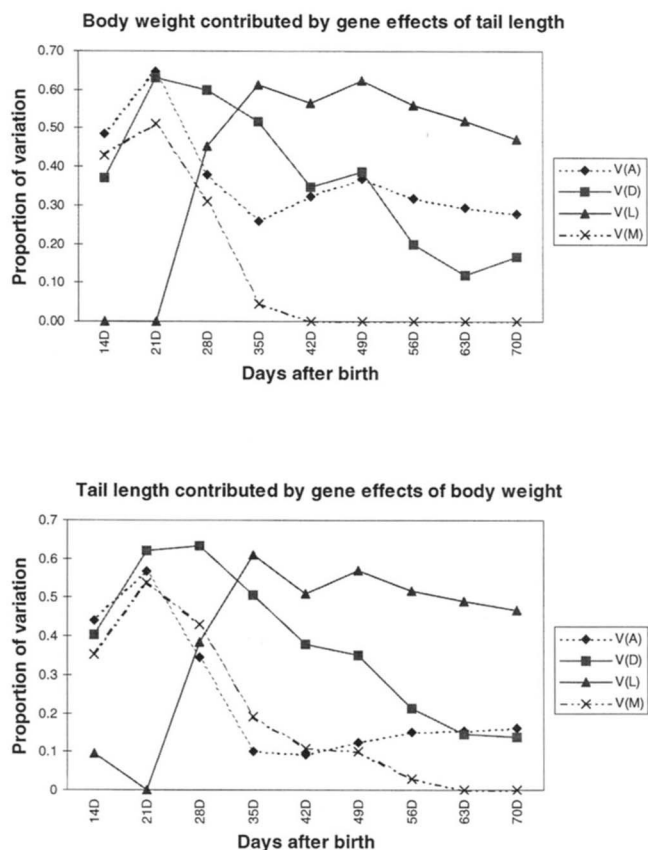 Body weight contributed by gene effects of tail length
Proportion of variation
0.70
0.60
0.50
0.40
0.30
0.20
0.10
0.00
14D
21D
28D
35D
42D
49D
56D
63D
70D
Days after birth
V(A)
V(D)
V(L)
V(M)
Tail length contributed by gene effects of body weight
Proportion of variation
0.7
0.6
0.5
0.4
0.3
0.2
0.1
0
14D
21D
28D
35D
42D
49D
56D
63D
70D
Days after birth
V(A)
V(D)
V(L)
V(M)